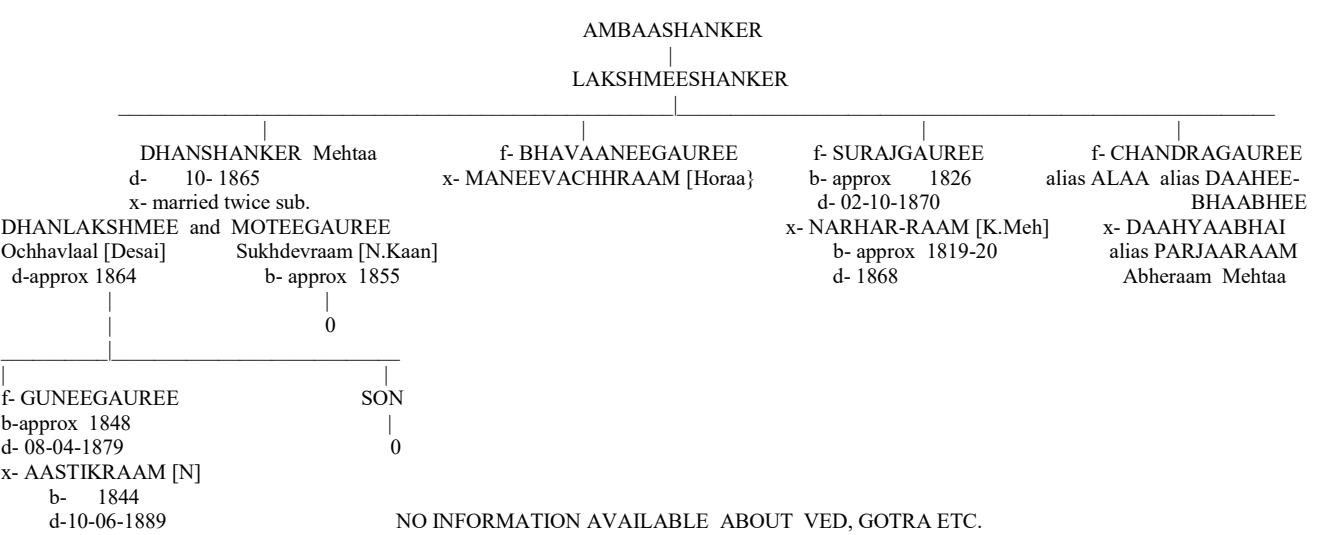 AMBAASHANKER
LAKSHMEESHANKER
DHANSHANKER Mehtaa f- BHAVAANEEGAUREE f- SURAJGAUREE f- CHANDRAGAUREE
d- 10- 1865 x- MANEEVACHHRAAM [Horaa} b- approx 1826 alias ALAA alias DAAHEE-
x- married twice sub. d- 02-10-1870 BHAABHEE
DHANLAKSHMEE and MOTEEGAUREE x- NARHAR-RAAM [K.Meh] x- DAAHYAABHAI
Ochhavlaal [Desai] Sukhdevraam [N.Kaan] b- approx 1819-20 alias PARJAARAAM
d-approx 1864 b- approx 1855 d- 1868 Abheraam Mehtaa
0
f- GUNEEGAUREE SON
b-approx 1848
d- 08-04-1879 0
x- AASTIKRAAM [N]
b- 1844
d-10-06-1889 NO INFORMATION AVAILABLE ABOUT VED, GOTRA ETC.